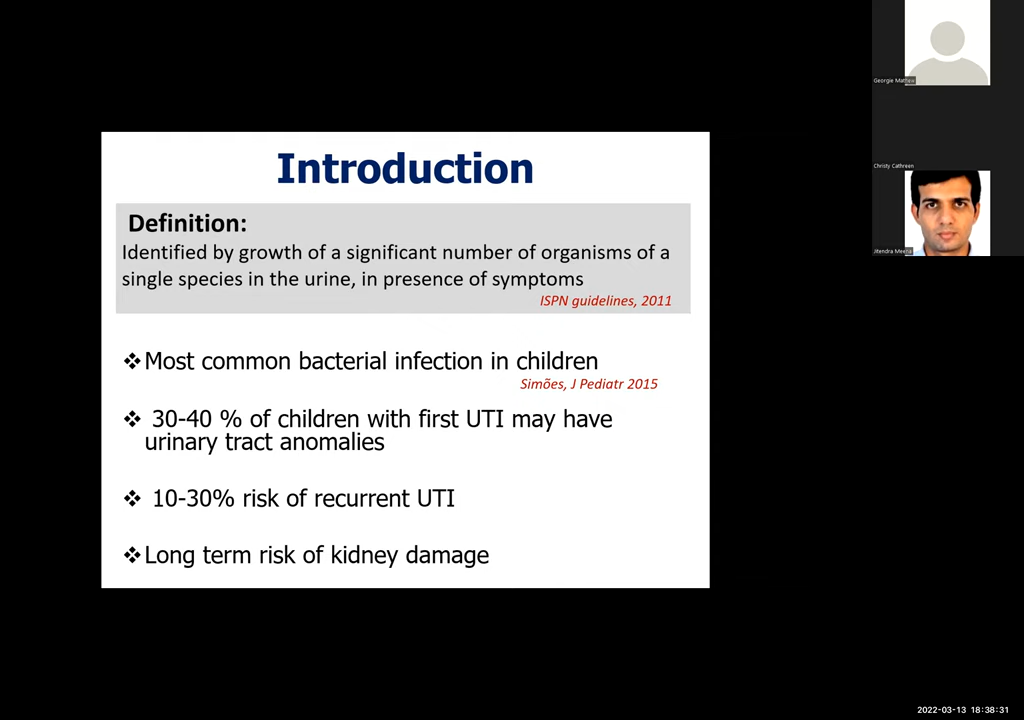 Introduction
Definition:
Identified by growth of a significant number of organisms of a
single species in the urine, in presence of symptoms
ISPN guidelines, 2011
❖Most common bacterial infection in children
Simões, J Pediatr 2015
❖ 30-40 % of children with first UTI may have
urinary tract anomalies
❖ 10-30% risk of recurrent UTI
❖Long term risk of kidney damage
Georgie Mathew
Christy Cathreen
Jitendra Meena
2022-03-13 18:38:31